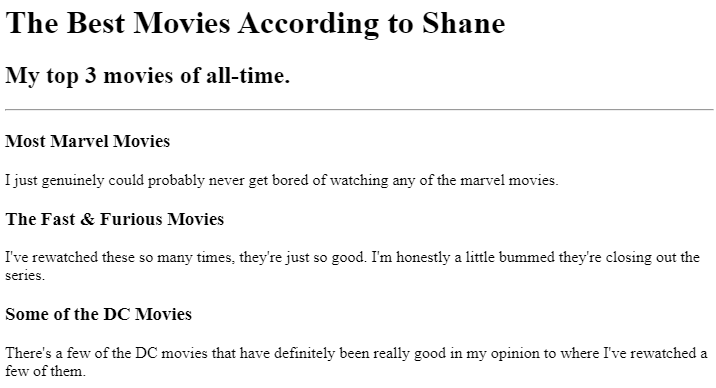 The Best Movies According to Shane
My top 3 movies of all-time.
Most Marvel Movies
I just genuinely could probably never get bored of watching any of the marvel movies.
The Fast & Furious Movies
I've rewatched these so many times, they're just so good. I'm honestly a little bummed they're closing out the
series.
Some of the DC Movies
There's a few of the DC movies that have definitely been really good in my opinion to where I've rewatched a
few of them.